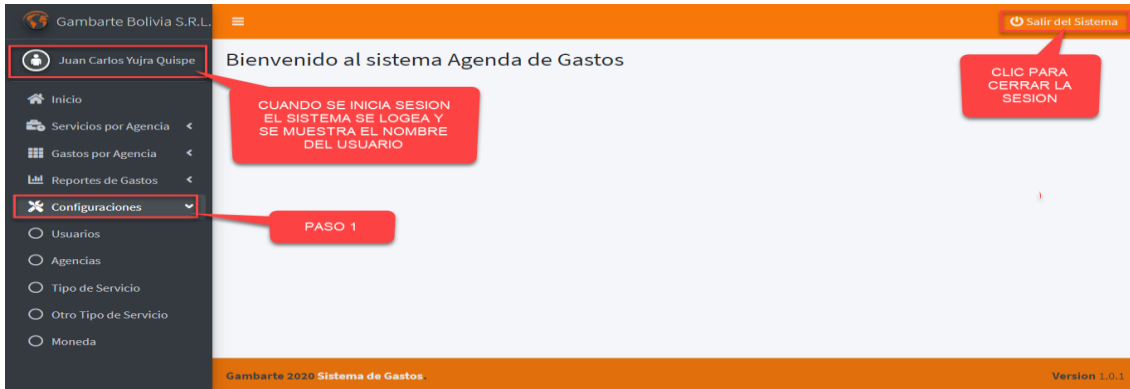 Gambarte Bolivia S.R.L.
Salir del Sistema
Juan Carlos Yujra Quispe
Bienvenido al sistema Agenda de Gastos
CLIC PARA
CERRAR LA
SESION
Inicio
CUANDO SE INICIA SESION
EL SISTEMA SE LOGEA Y
SE MUESTRA EL NOMBRE
DEL USUARIO
Servicios por Agencia
Gastos por Agencia
Reportes de Gastos
Configuraciones
PASO 1
Usuarios
Agencias
Tipo de Servicio
Otro Tipo de Servicio
Moneda
Gambarte 2020 Sistema de Gastos.
Version 1.0.1